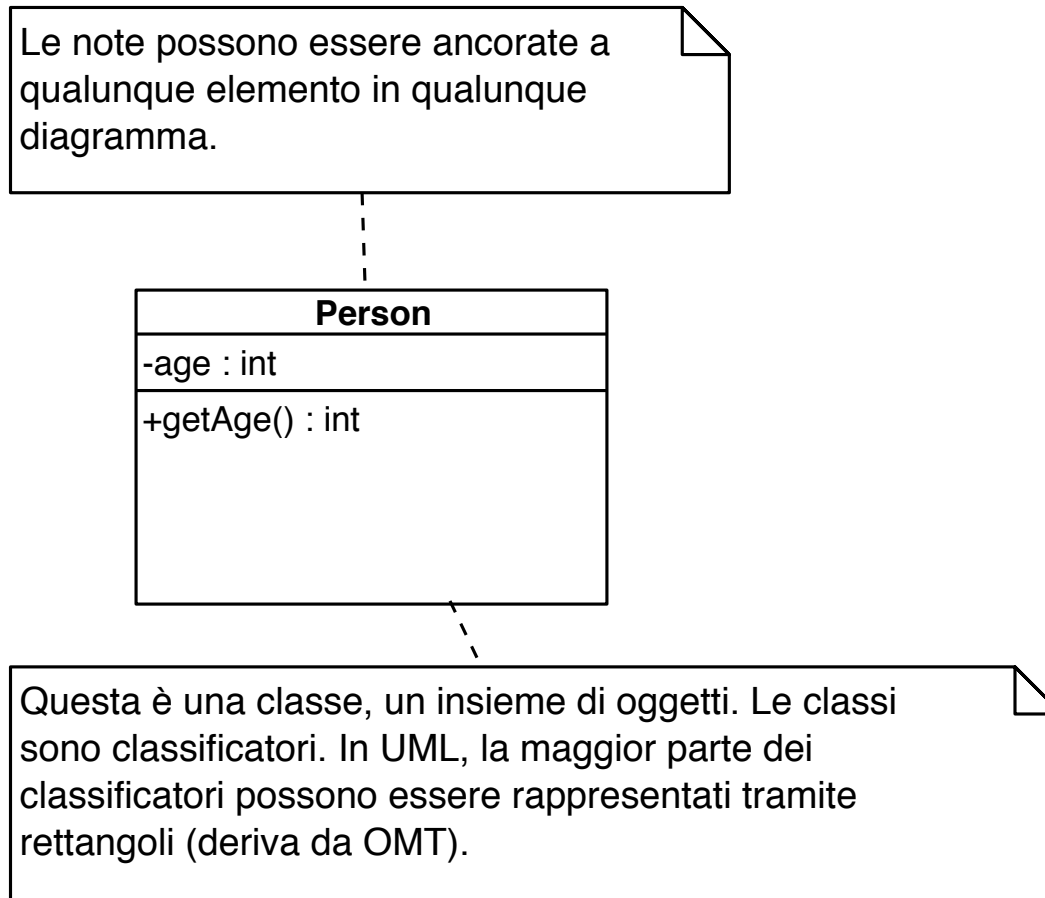 Le note possono essere ancorate a
qualunque elemento in qualunque
diagramma.
Person
-age : int
+getAge() : int
Questa è una classe, un insieme di oggetti. Le classi
sono classificatori. In UML, la maggior parte dei
classificatori possono essere rappresentati tramite
rettangoli (deriva da OMT).